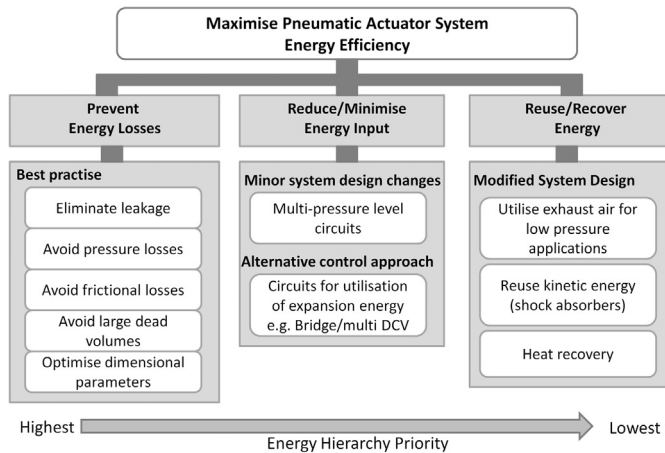 Maximise Pneumatic Actuator System
Energy Efficiency
Prevent
Energy Losses
Best practise
Eliminate leakage
Avoid pressure losses
Avoid frictional losses
Avoid large dead
volumes
Optimise dimensional
parameters
Reduce/Minimise
Energy Input
Minor system design changes
Multi-pressure level
circuits
Alternative control approach
Circuits for utilisation
of expansion energy
e.g. Bridge/multi DCV
Reuse/Recover
Energy
Modified System Design
Utilise exhaust air for
low pressure
applications
Reuse kinetic energy
(shock absorbers)
Heat recovery
Highest
Lowest
Energy Hierarchy Priority